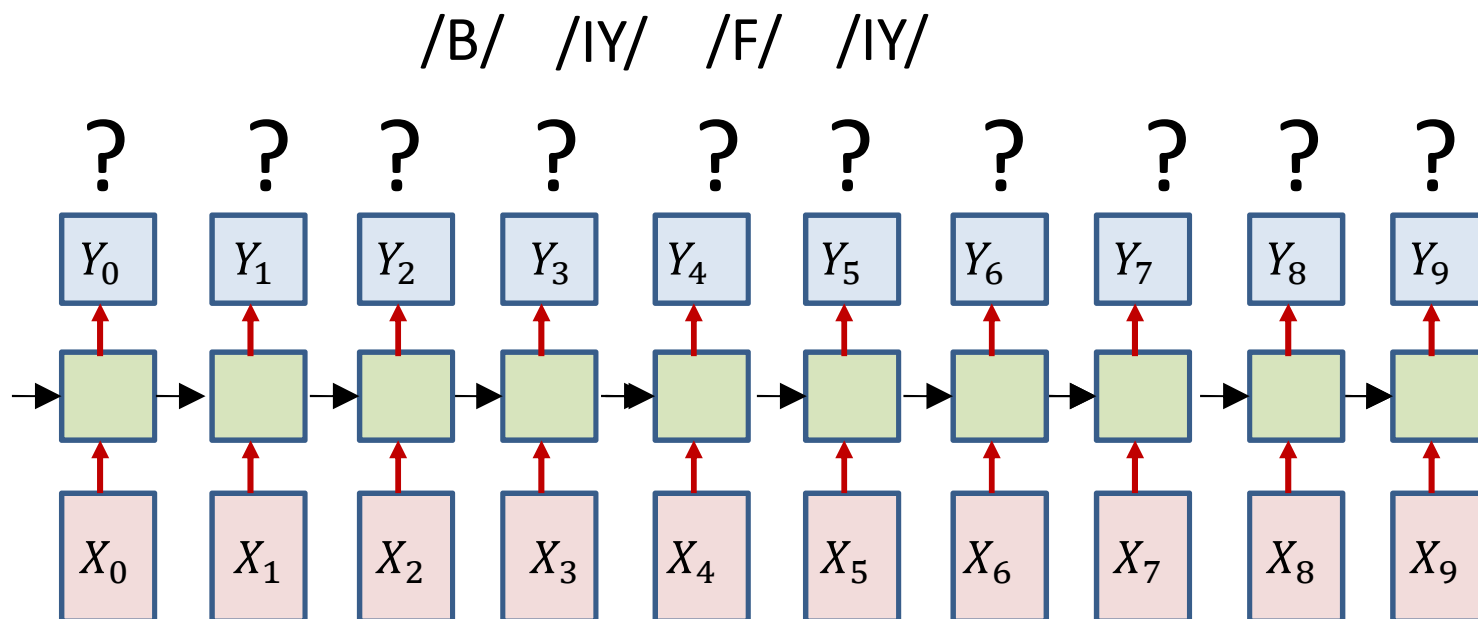 /B/ /IY/ /F/ /IY/
? ? ? ? ? ? ? ? ? ?
Y₀ Y₁ Y₂ Y₃ Y₄ Y₅ Y₆ Y₇ Y₈ Y₉
X₀ X₁ X₂ X₃ X₄ X₅ X₆ X₇ X₈ X₉